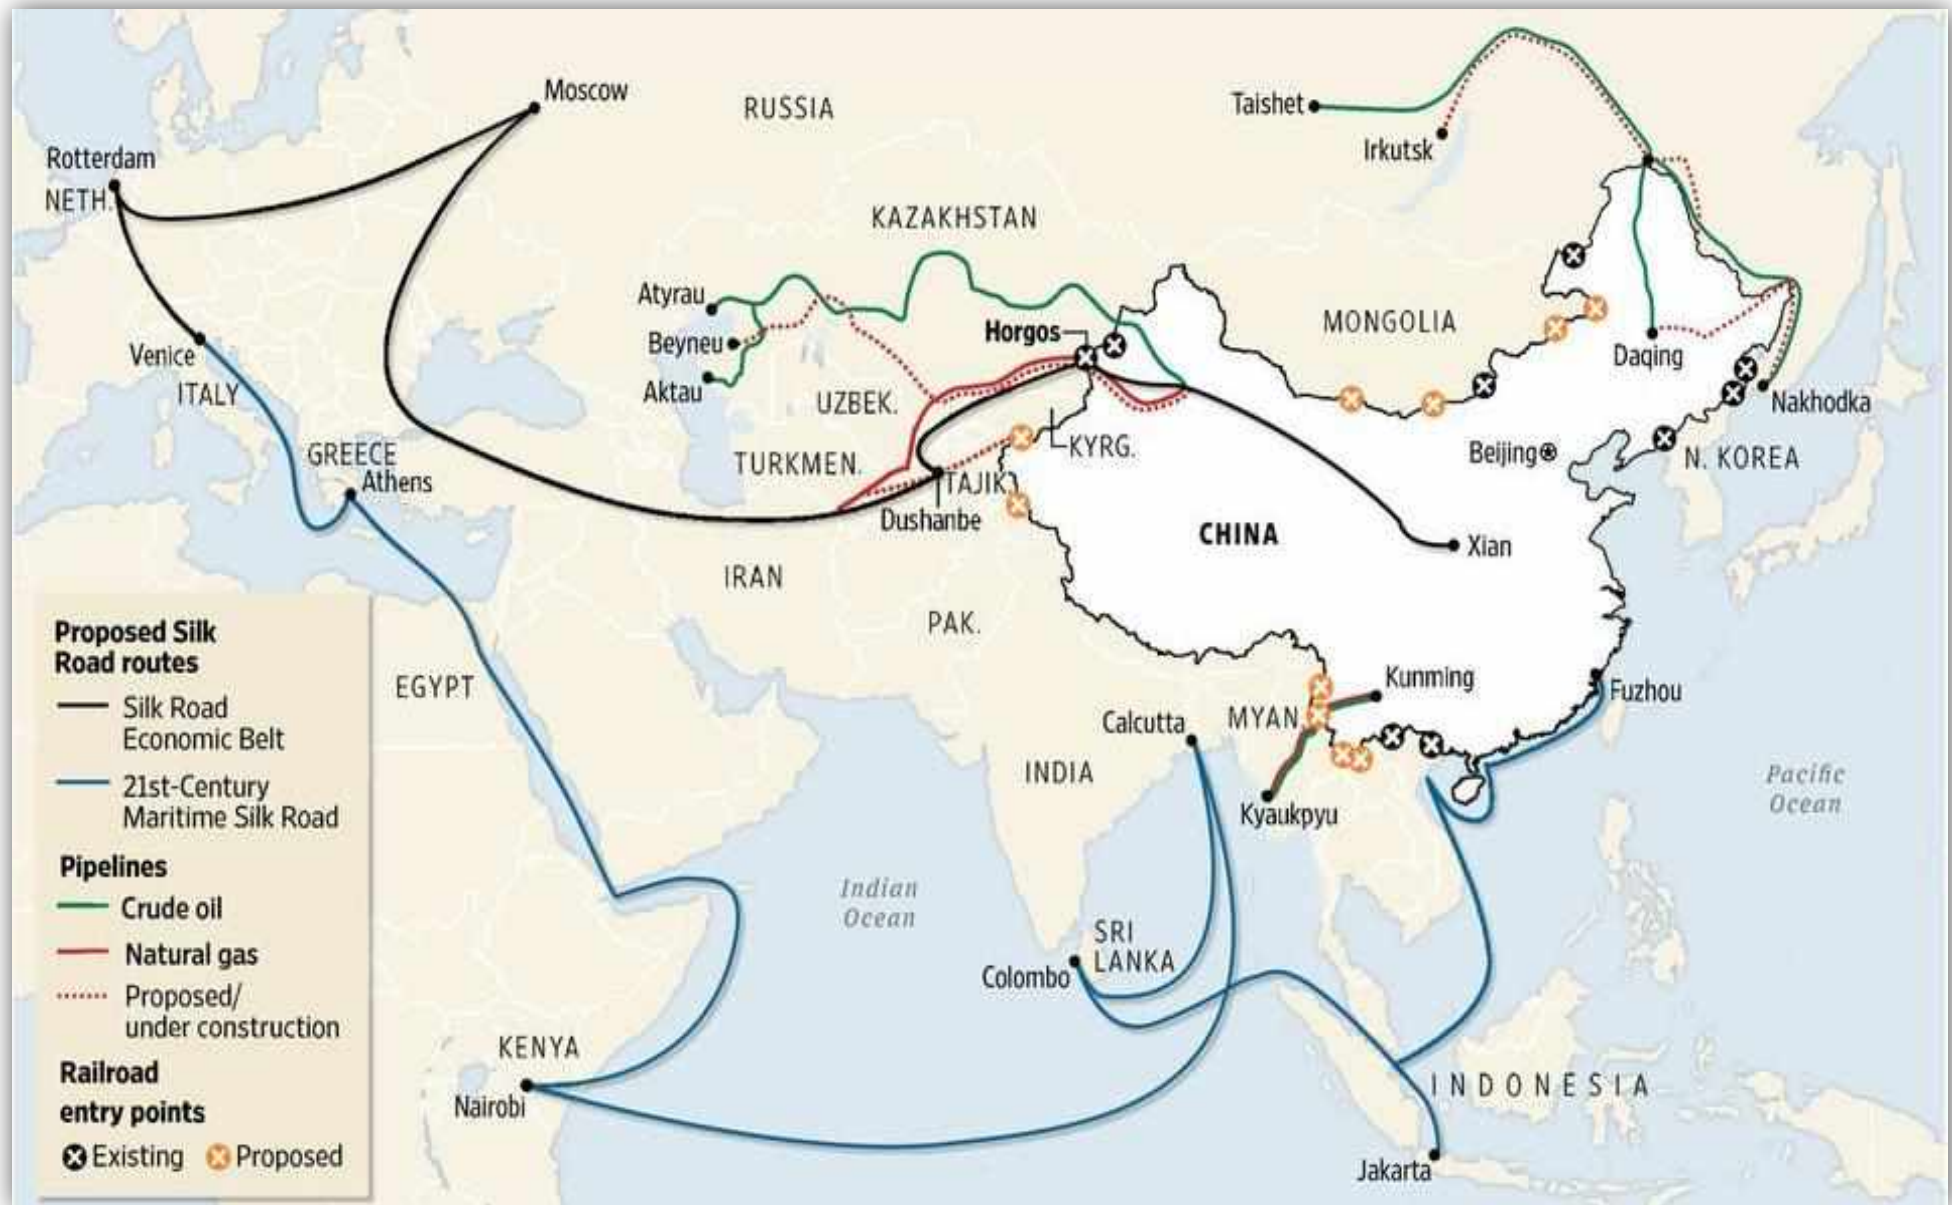 Moscow
RUSSIA
Taishet
Irkutsk
Rotterdam
NETH.
KAZAKHSTAN
Atyrau
Beyneu
Aktau
Horgos
MONGOLIA
Daqing
Nakhodka
Venice
ITALY
UZBEK.
KYRG.
Beijing
N. KOREA
GREECE
Athens
TURKMEN.
TAJIK.
Dushanbe
CHINA
Xian
IRAN
PAK.
EGYPT
Kunming
Fuzhou
Calcutta
MYAN.
INDIA
Kyaukpyu
Pacific
Ocean
Indian
Ocean
SRI
LANKA
Colombo
KENYA
Nairobi
INDONESIA
Jakarta
Proposed Silk
Road routes
Silk Road
Economic Belt
21st-Century
Maritime Silk Road
Pipelines
Crude oil
Natural gas
Proposed/
under construction
Railroad
entry points
Existing Proposed